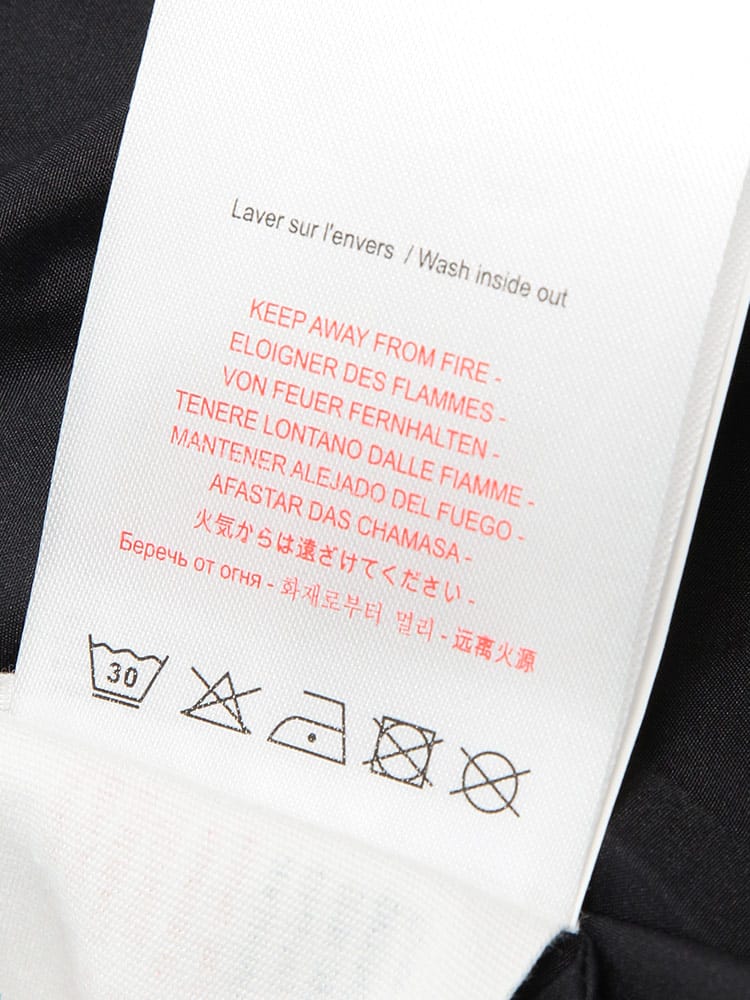 Laver sur l'envers / Wash inside out
KEEP AWAY FROM FIRE -
ELOIGNER DES FLAMMES -
VON FEUER FERNHALTEN -
TENERE LONTANO DALLE FIAMME -
MANTENER ALEJADO DEL FUEGO -
AFASTAR DAS CHAMASA -
火気からは遠ざけてください -
Беречь от огня - 화재로부터 멀리 - 远离火源
30